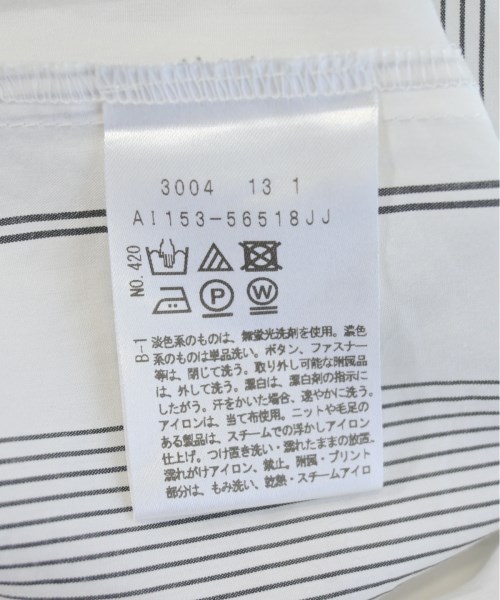 3004 13 1
AI153-56518JJ
NO.420
P W
B-1
淡色系のものは、無蛍光洗剤を使用。濃色
系のものは単品洗い。ボタン、ファスナー
等は、閉じて洗う。取り外し可能な附属品
は、外して洗う。漂白は、漂白剤の指示に
したがう。汗をかいた場合、速やかに洗う。
アイロンは、当て布使用。ニットや毛足の
ある製品は、スチームでの浮かしアイロン
仕上げ。つけ置き洗い・濡れたままの放置、
濡れがけアイロン、禁止。附属・プリント
部分は、もみ洗い、乾燥・スチームアイロ